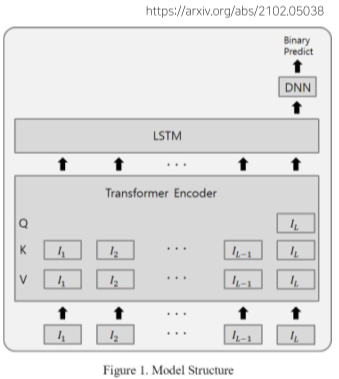 https://arxiv.org/abs/2102.05038
Binary
Predict
DNN
LSTM
. . .
Transformer Encoder
Q I_L
K I_1 I_2 . . . I_{L-1} I_L
V I_1 I_2 . . . I_{L-1} I_L
. . .
I_1 I_2 . . . I_{L-1} I_L
Figure 1. Model Structure